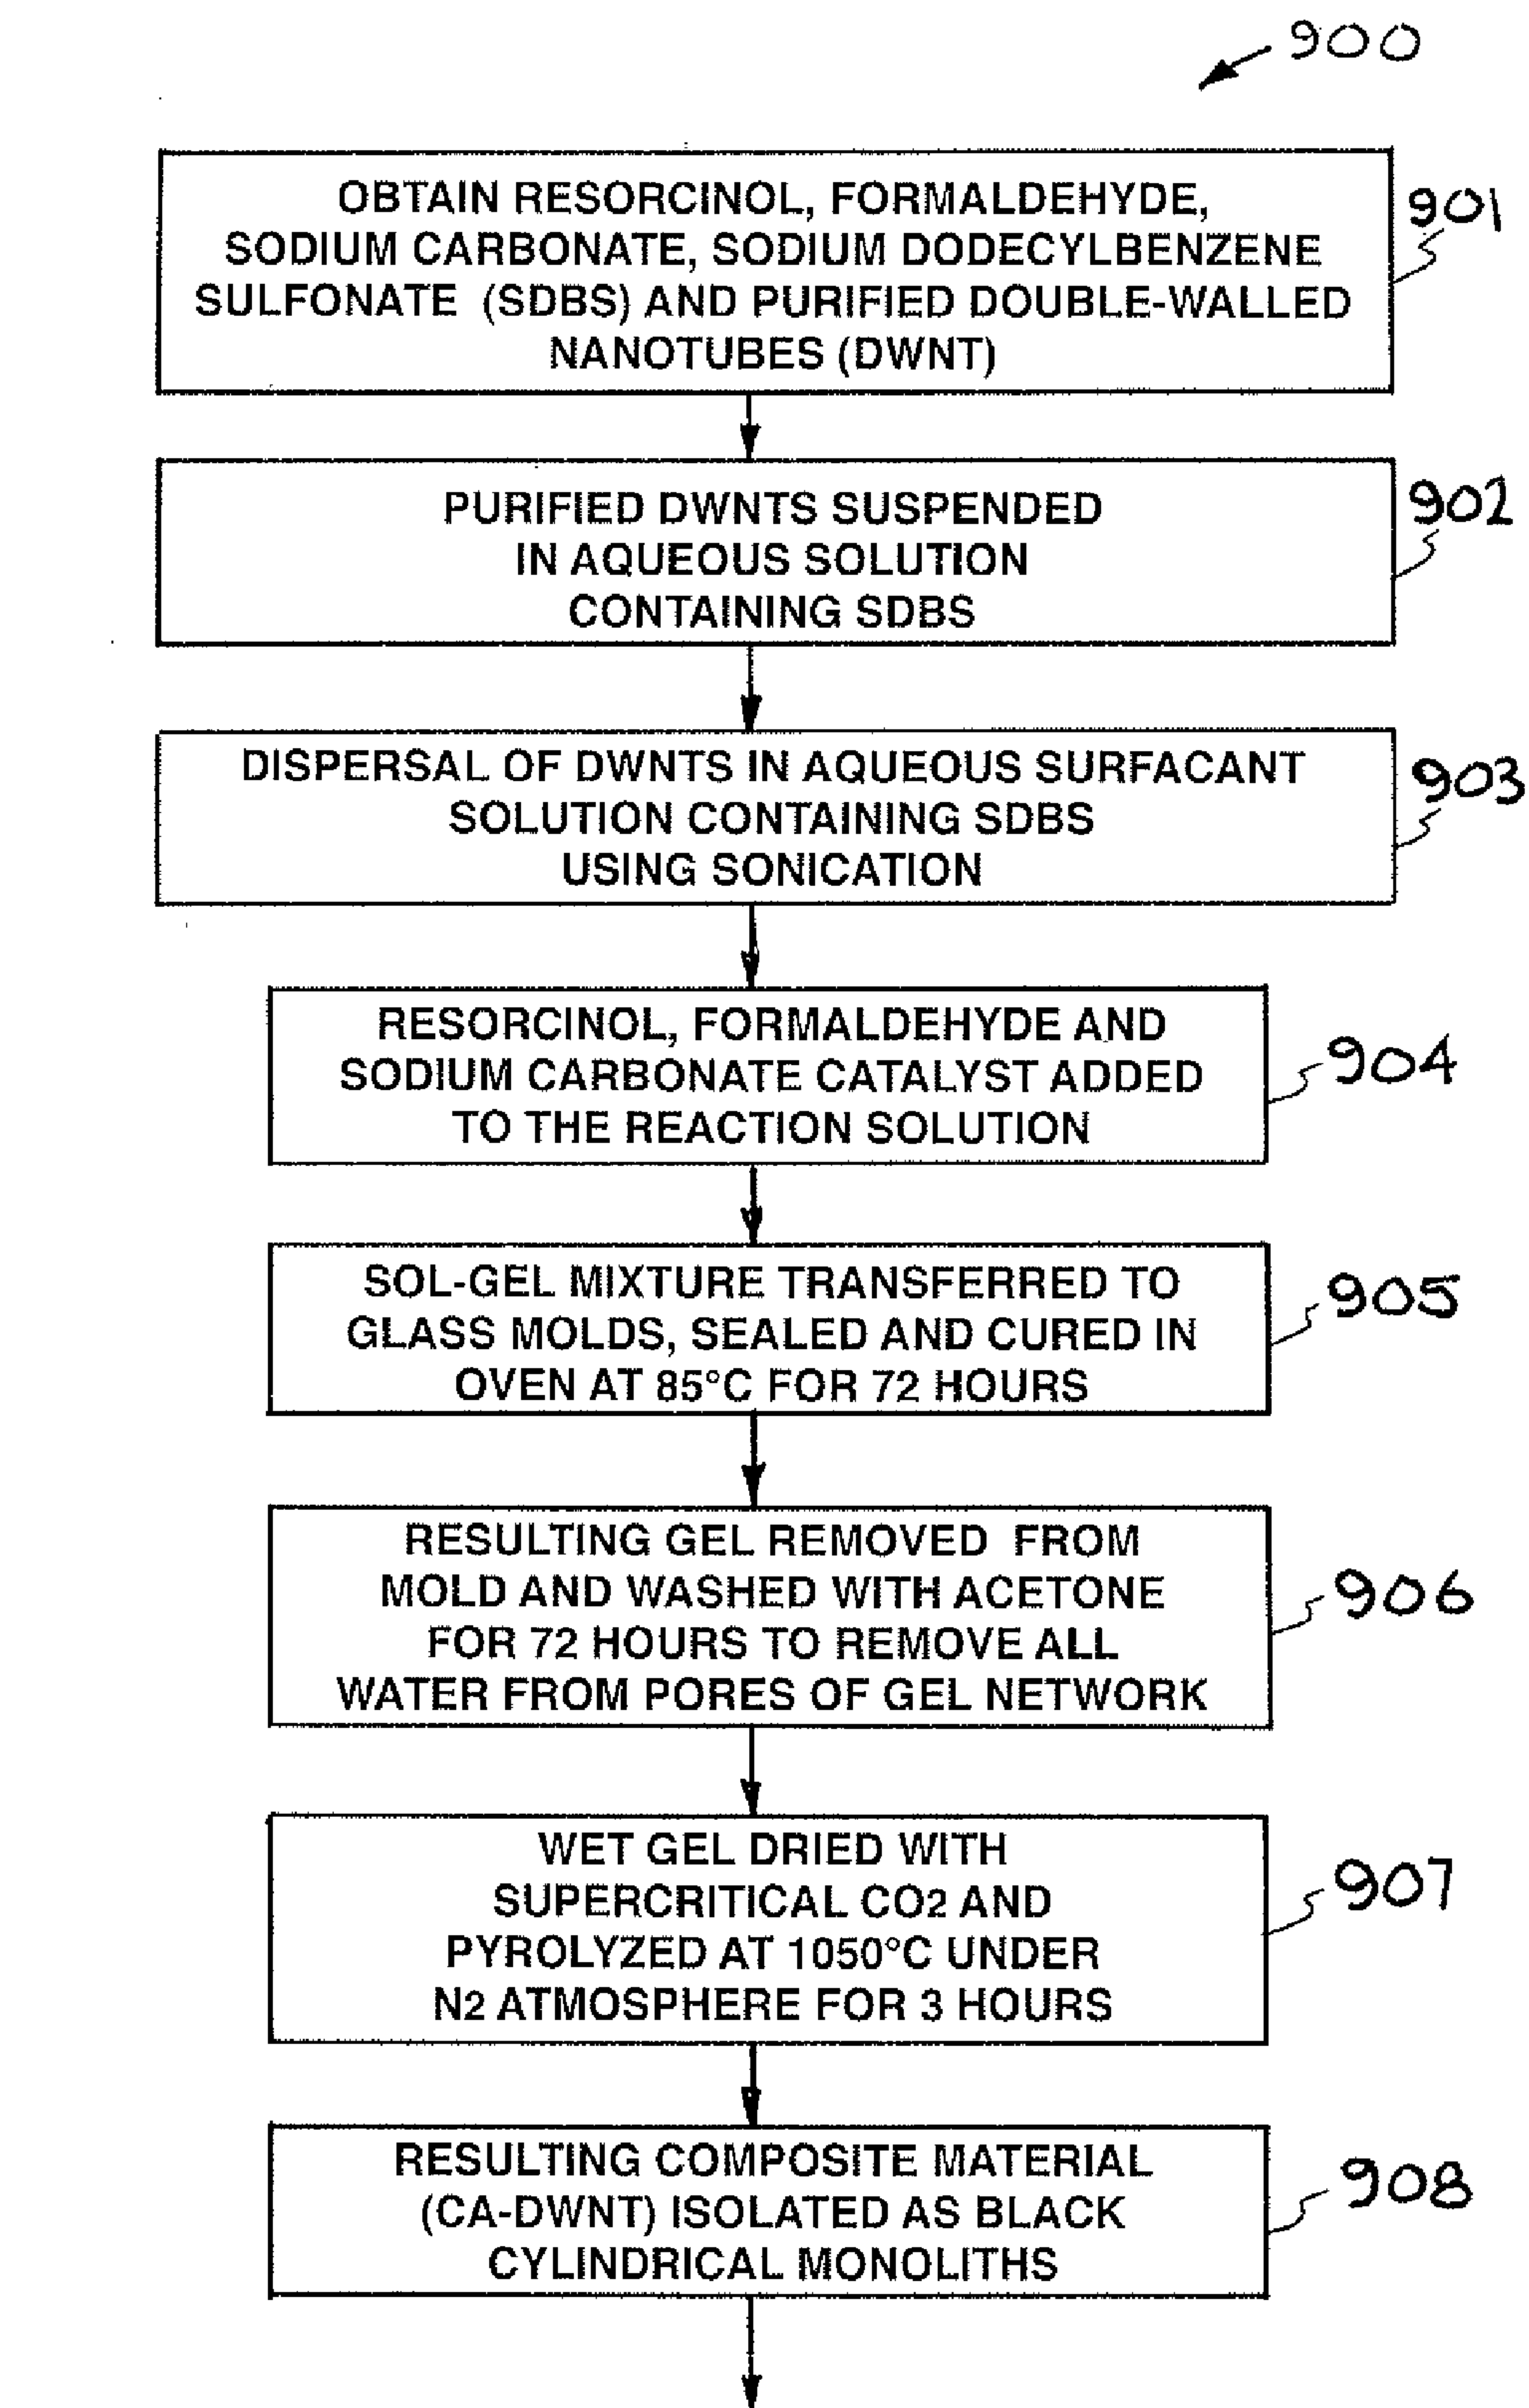 900
OBTAIN RESORCINOL, FORMALDEHYDE,
SODIUM CARBONATE, SODIUM DODECYLBENZENE
SULFONATE (SDBS) AND PURIFIED DOUBLE-WALLED
NANOTUBES (DWNT)
901
PURIFIED DWNTS SUSPENDED
IN AQUEOUS SOLUTION
CONTAINING SDBS
902
DISPERSAL OF DWNTS IN AQUEOUS SURFACANT
SOLUTION CONTAINING SDBS
USING SONICATION
903
RESORCINOL, FORMALDEHYDE AND
SODIUM CARBONATE CATALYST ADDED
TO THE REACTION SOLUTION
904
SOL-GEL MIXTURE TRANSFERRED TO
GLASS MOLDS, SEALED AND CURED IN
OVEN AT 85°C FOR 72 HOURS
905
RESULTING GEL REMOVED FROM
MOLD AND WASHED WITH ACETONE
FOR 72 HOURS TO REMOVE ALL
WATER FROM PORES OF GEL NETWORK
906
WET GEL DRIED WITH
SUPERCRITICAL CO2 AND
PYROLYZED AT 1050°C UNDER
N2 ATMOSPHERE FOR 3 HOURS
907
RESULTING COMPOSITE MATERIAL
(CA-DWNT) ISOLATED AS BLACK
CYLINDRICAL MONOLITHS
908